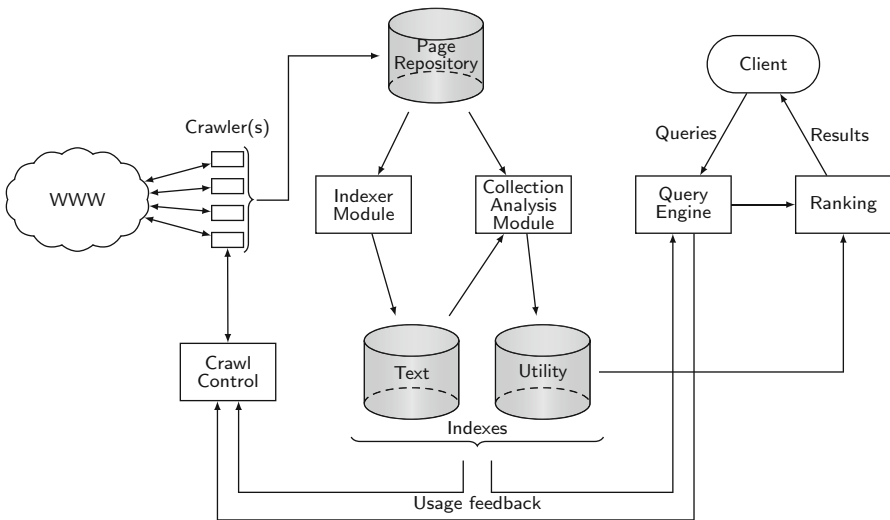 Page
Repository
Client
Crawler(s)
Queries
Results
WWW
Indexer
Module
Collection
Analysis
Module
Query
Engine
Ranking
Crawl
Control
Text
Utility
Indexes
Usage feedback